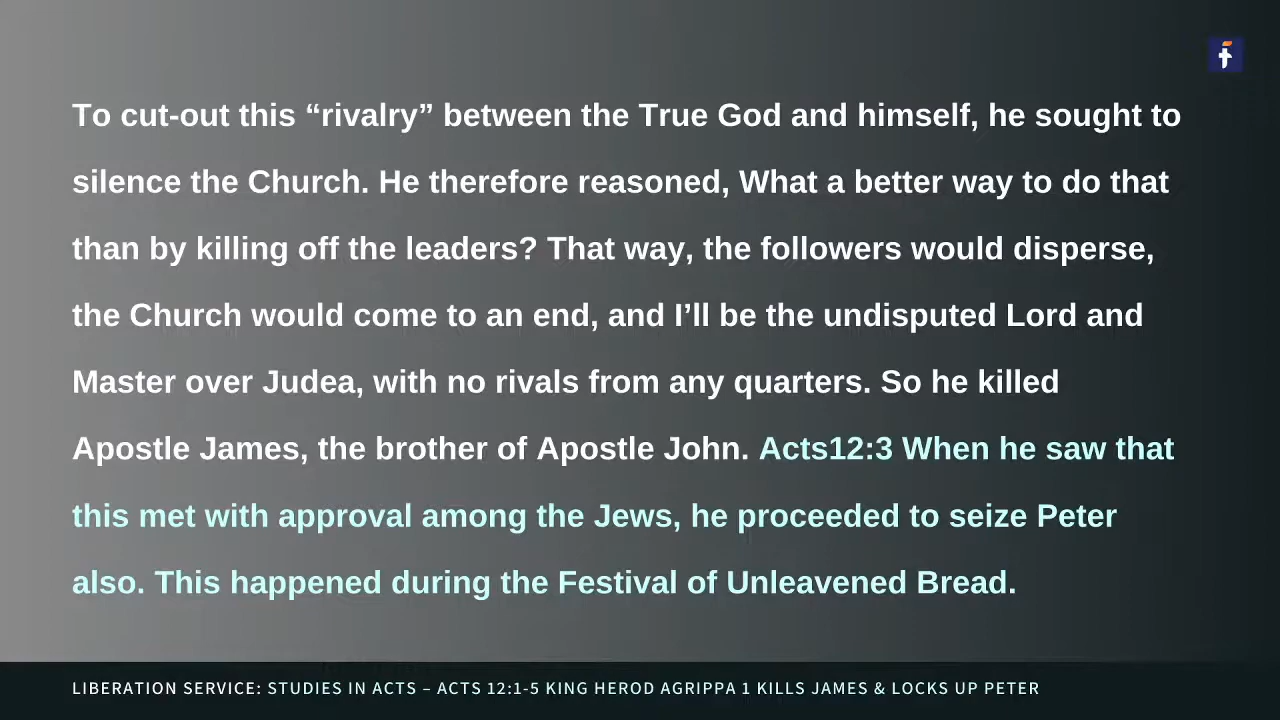 To cut-out this “rivalry” between the True God and himself, he sought to
silence the Church. He therefore reasoned, What a better way to do that
than by killing off the leaders? That way, the followers would disperse,
the Church would come to an end, and I’ll be the undisputed Lord and
Master over Judea, with no rivals from any quarters. So he killed
Apostle James, the brother of Apostle John. Acts12:3 When he saw that
this met with approval among the Jews, he proceeded to seize Peter
also. This happened during the Festival of Unleavened Bread.
LIBERATION SERVICE: STUDIES IN ACTS – ACTS 12:1-5 KING HEROD AGRIPPA 1 KILLS JAMES & LOCKS UP PETER